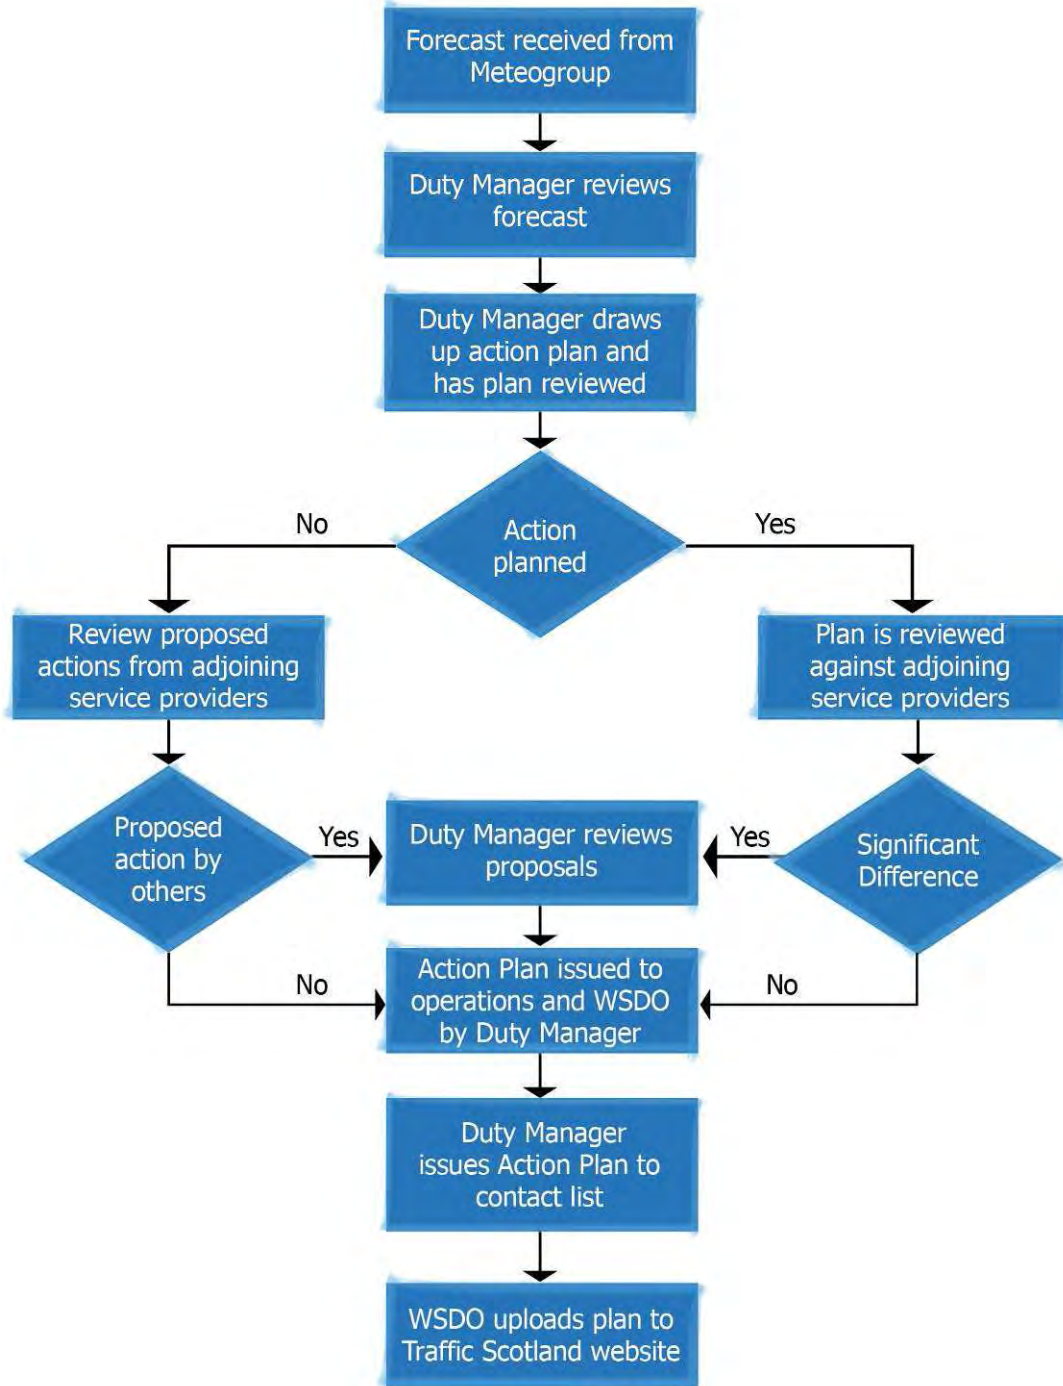 Forecast received from
Meteogroup
Duty Manager reviews
forecast
Duty Manager draws
up action plan and
has plan reviewed
Action
planned
No
Yes
Review proposed
actions from adjoining
service providers
Plan is reviewed
against adjoining
service providers
Proposed
action by
others
Yes
Duty Manager reviews
proposals
Yes
Significant
Difference
No
Action Plan issued to
operations and WSDO
by Duty Manager
No
Duty Manager
issues Action Plan to
contact list
WSDO uploads plan to
Traffic Scotland website